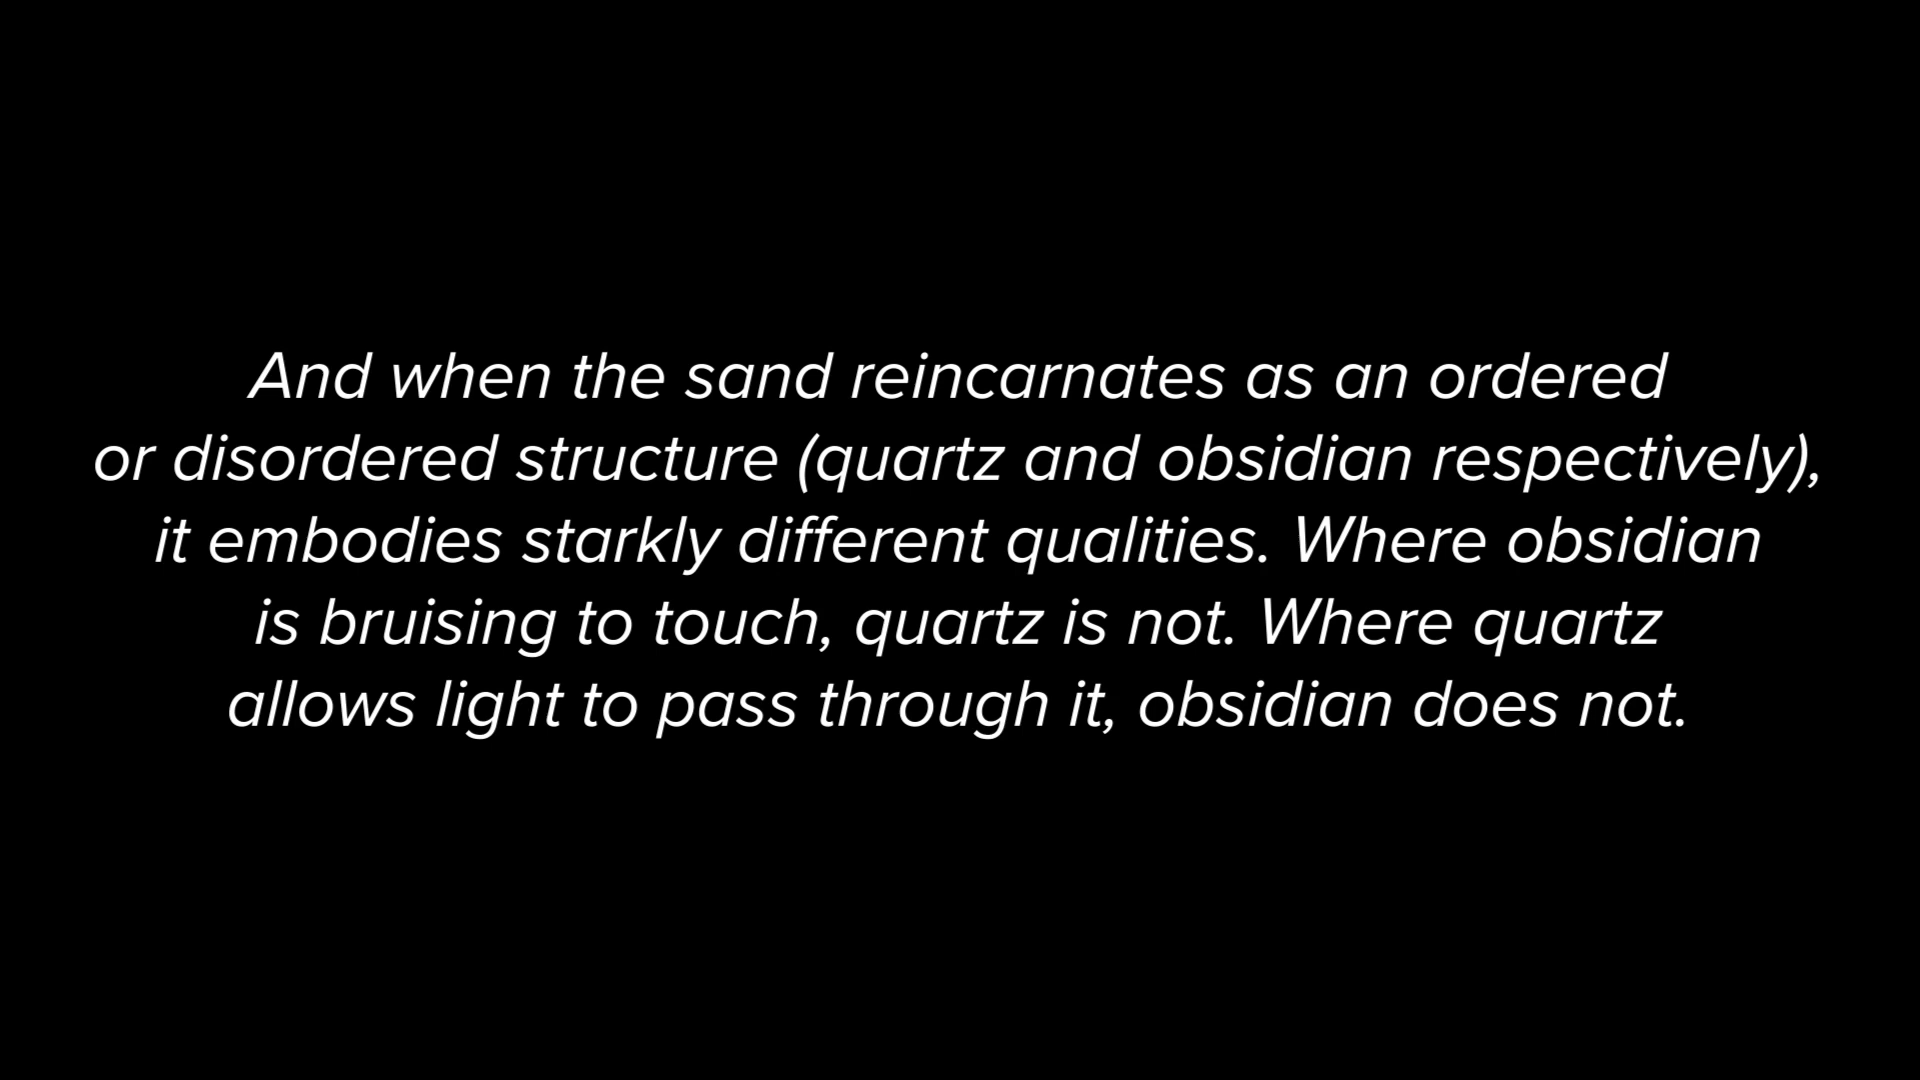 And when the sand reincarnates as an ordered
or disordered structure (quartz and obsidian respectively),
it embodies starkly different qualities. Where obsidian
is bruising to touch, quartz is not. Where quartz
allows light to pass through it, obsidian does not.